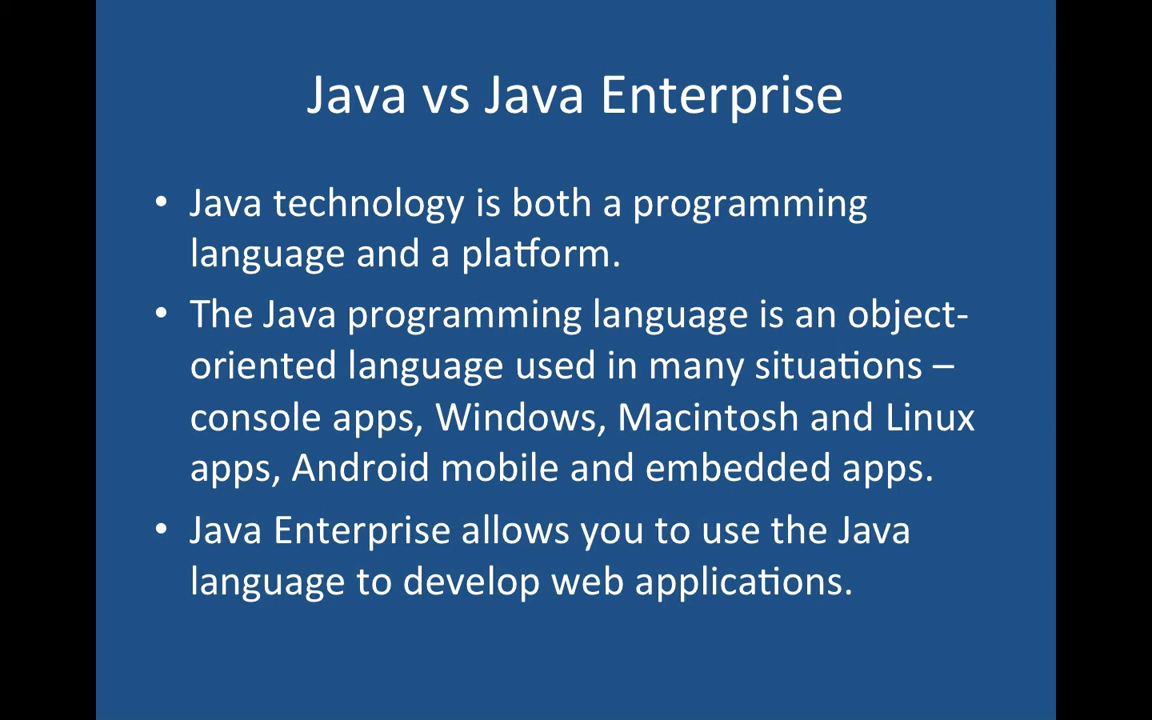 Java vs Java Enterprise
• Java technology is both a programming
language and a platform.
• The Java programming language is an object-
oriented language used in many situations –
console apps, Windows, Macintosh and Linux
apps, Android mobile and embedded apps.
• Java Enterprise allows you to use the Java
language to develop web applications.